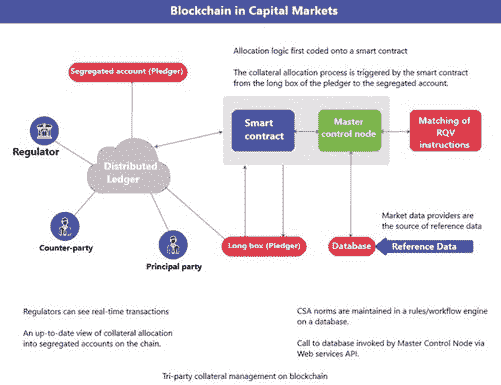 Blockchain in Capital Markets
Allocation logic first coded onto a smart contract
The collateral allocation process is triggered by the smart contract
from the long box of the pledger to the segregated account.
Segregated account (Pledger)
Regulator
Distributed
Ledger
Smart
contract
Master
control node
Matching of
RQV
instructions
Counter-party
Principal party
Long box (Pledger)
Database
Market data providers are
the source of reference data
Reference Data
Regulators can see real-time transactions
An up-to-date view of collateral allocation
into segregated accounts on the chain.
CSA norms are maintained in a rules/workflow engine
on a database.
Call to database invoked by Master Control Node via
Web services API.
Tri-party collateral management on blockchain